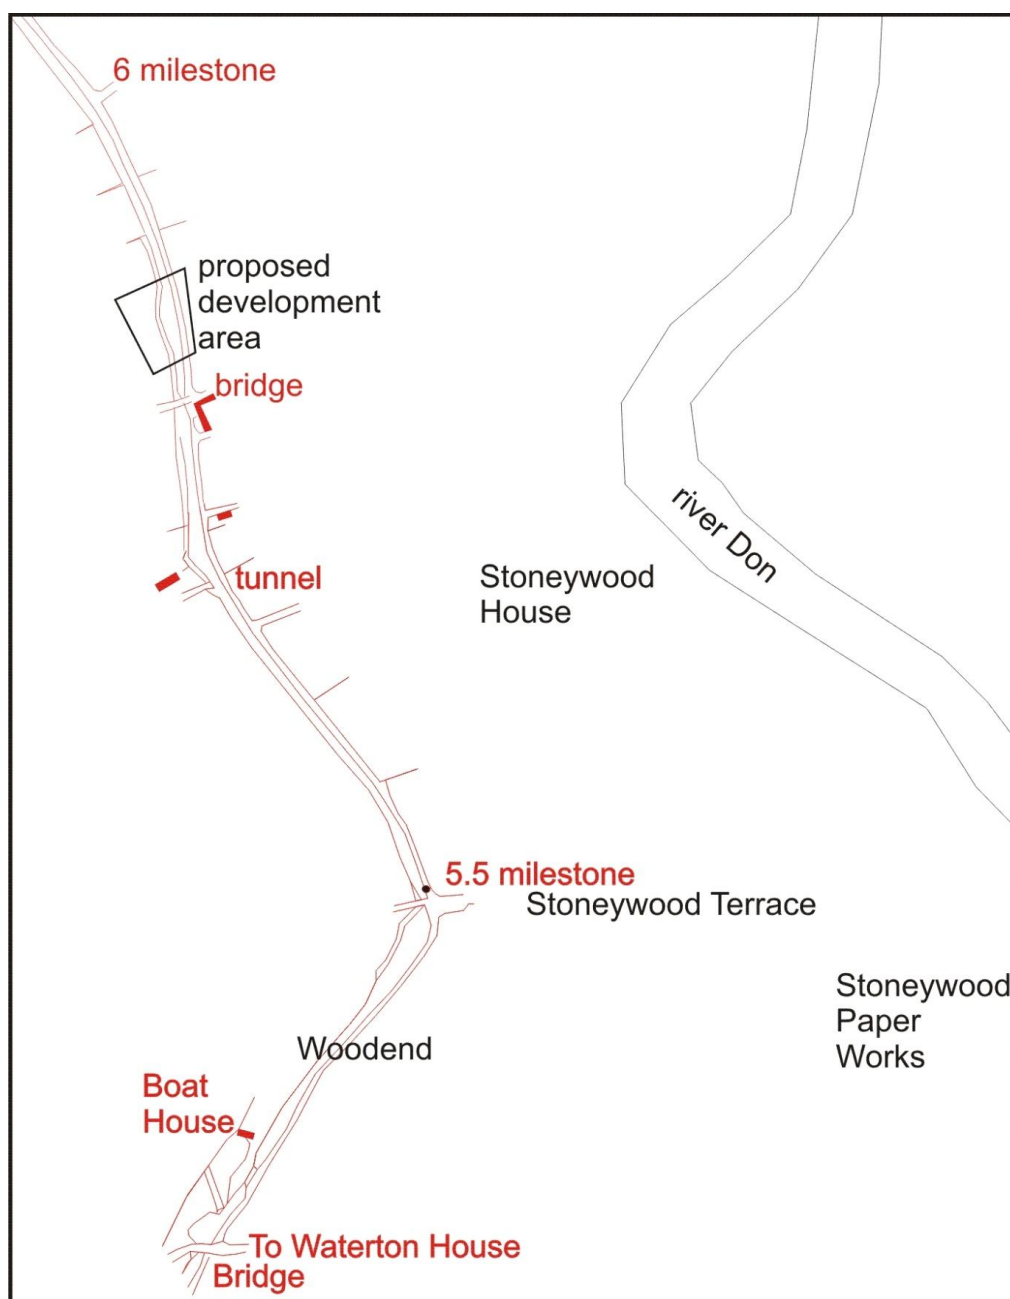 6 milestone
proposed
development
area
bridge
river Don
Stoneywood
House
tunnel
5.5 milestone
Stoneywood Terrace
Stoneywood
Paper
Works
Woodend
Boat
House
To Waterton House
Bridge